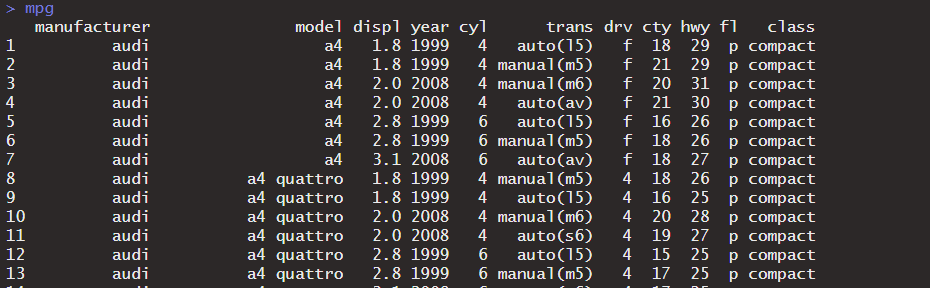 > mpg
manufacturer model displ year cyl trans drv cty hwy fl class
1 audi a4 1.8 1999 4 auto(l5) f 18 29 p compact
2 audi a4 1.8 1999 4 manual(m5) f 21 29 p compact
3 audi a4 2.0 2008 4 manual(m6) f 20 31 p compact
4 audi a4 2.0 2008 4 auto(av) f 21 30 p compact
5 audi a4 2.8 1999 6 auto(l5) f 16 26 p compact
6 audi a4 2.8 1999 6 manual(m5) f 18 26 p compact
7 audi a4 3.1 2008 6 auto(av) f 18 27 p compact
8 audi a4 quattro 1.8 1999 4 manual(m5) 4 18 26 p compact
9 audi a4 quattro 1.8 1999 4 auto(l5) 4 16 25 p compact
10 audi a4 quattro 2.0 2008 4 manual(m6) 4 20 28 p compact
11 audi a4 quattro 2.0 2008 4 auto(s6) 4 19 27 p compact
12 audi a4 quattro 2.8 1999 6 auto(l5) 4 15 25 p compact
13 audi a4 quattro 2.8 1999 6 manual(m5) 4 17 25 p compact